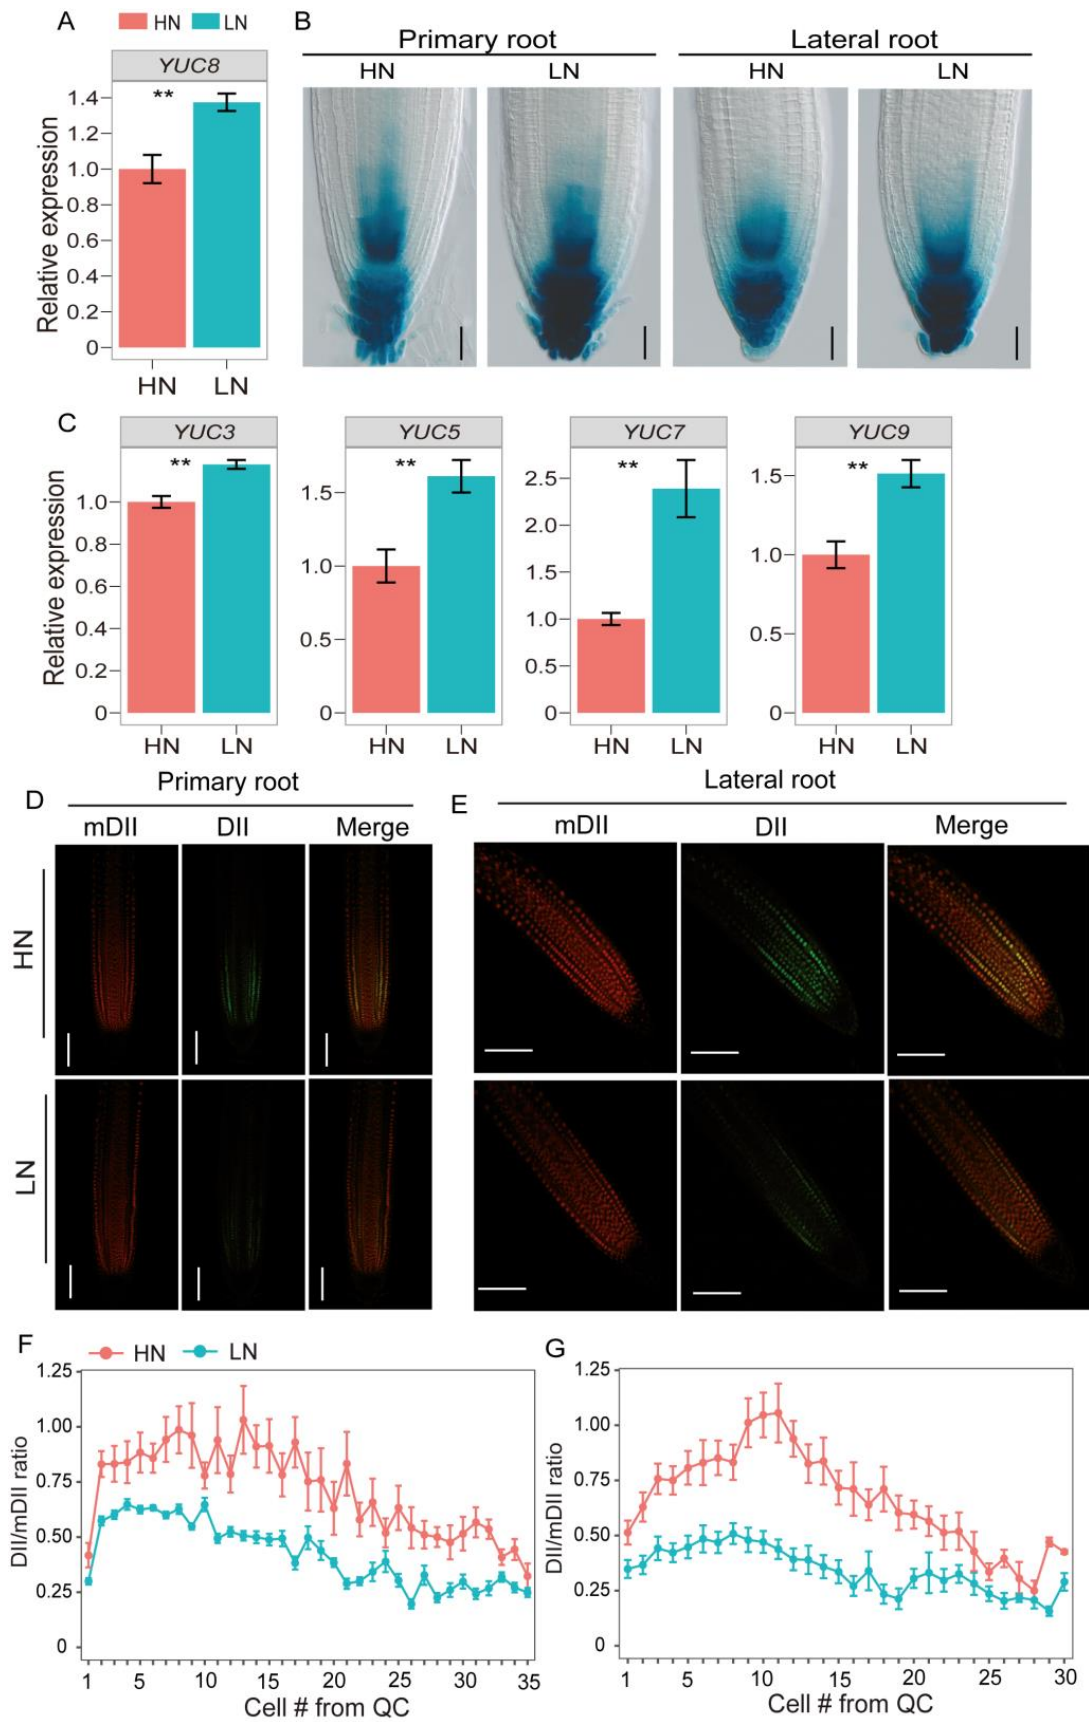 A HN LN
YUC8
**
Relative expression
1.4
1.2
1.0
0.8
0.6
0.4
0.2
0
HN LN
B
Primary root Lateral root
HN LN HN LN
C
YUC3 YUC5 YUC7 YUC9
** ** ** **
Relative expression
1.0
0.8
0.6
0.4
0.2
0
1.5
1.0
0.5
0
2.5
2.0
1.5
1.0
0.5
0
1.5
1.0
0.5
0
HN LN HN LN HN LN HN LN
D
Primary root
mDII DII Merge
E
Lateral root
mDII DII Merge
HN
LN
F HN LN
DII/mDII ratio
1.25
1.00
0.75
0.50
0.25
0
1 5 10 15 20 25 30 35
Cell # from QC
G
DII/mDII ratio
1.25
1.00
0.75
0.50
0.25
0
1 5 10 15 20 25 30
Cell # from QC